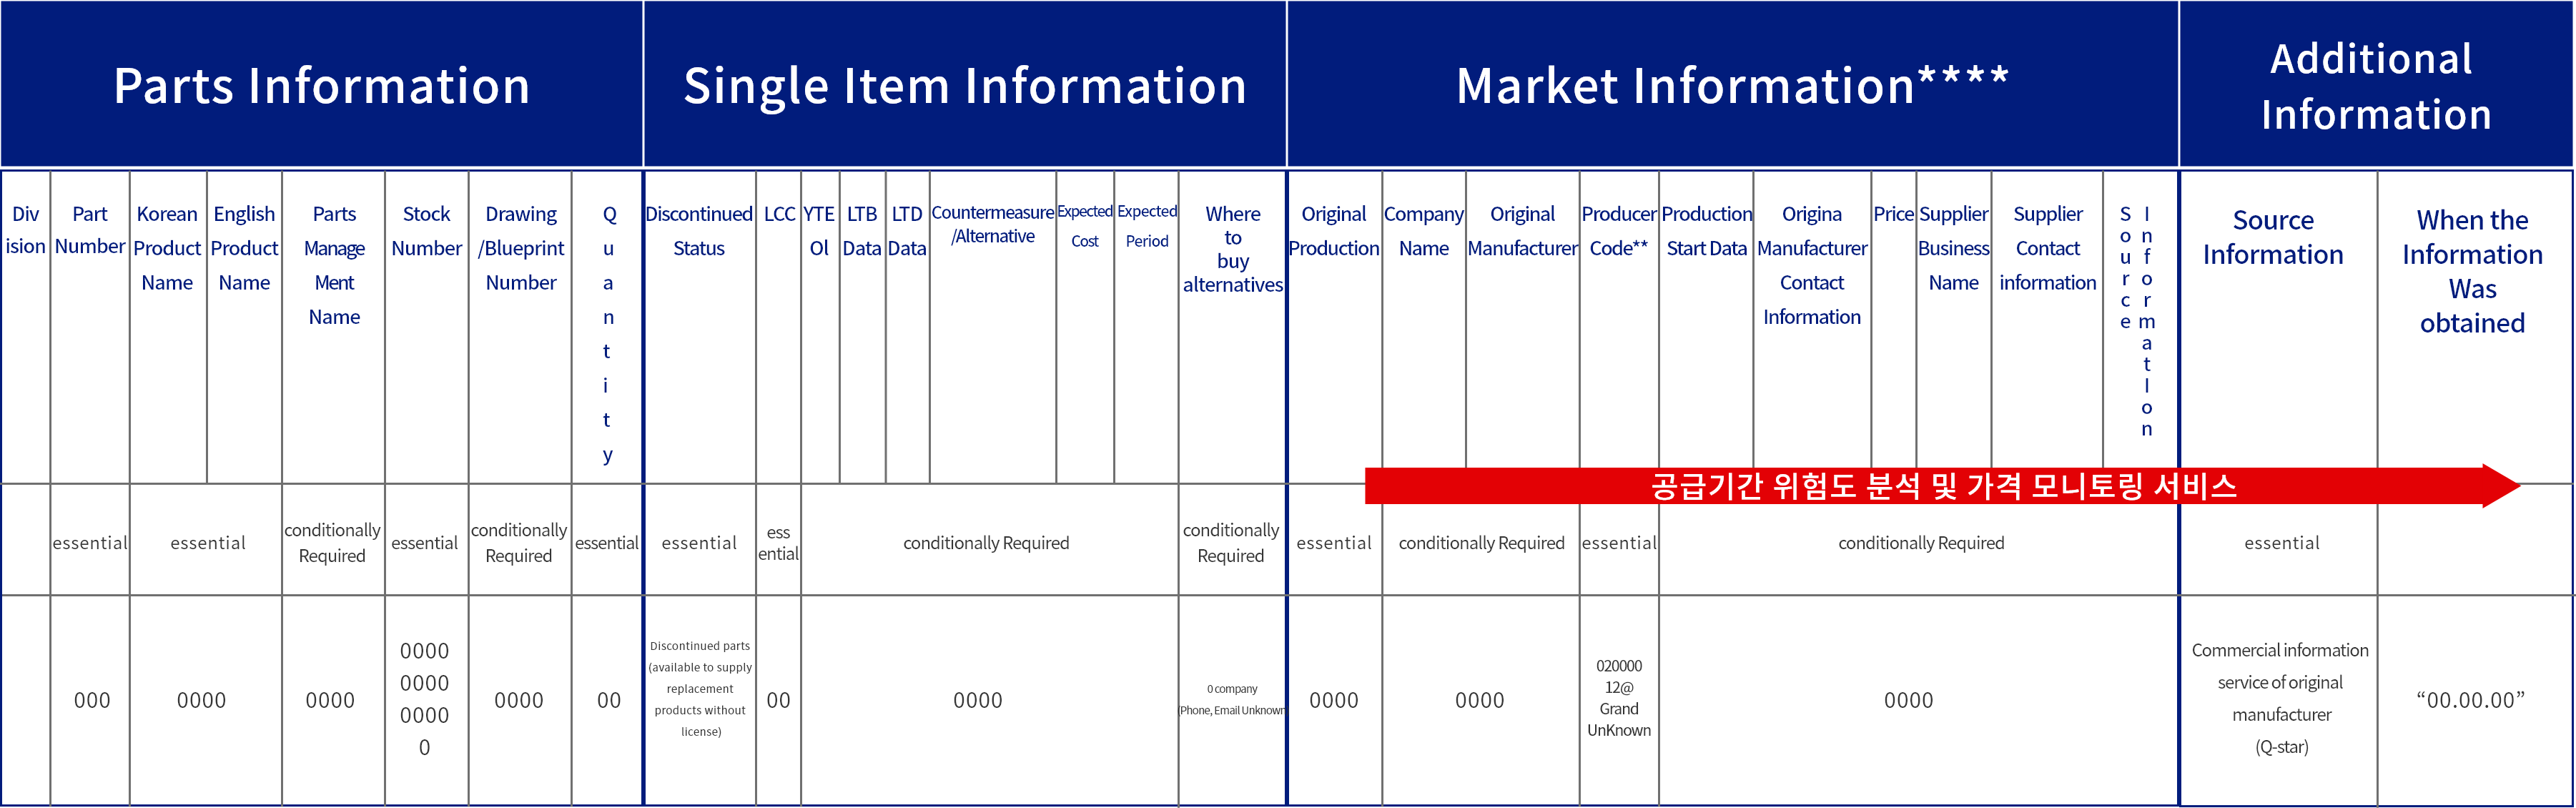 Parts Information
Single Item Information
Market Information****
Additional
Information
Div
ision
Part
Number
Korean
Product
Name
English
Product
Name
Parts
Manage
Ment
Name
Stock
Number
Drawing
/Blueprint
Number
Quantity
Discontinued
Status
LCC
YTE
Ol
LTB
Data
LTD
Data
Countermeasure
/Alternative
Expected
Cost
Expected
Period
Where
to
buy
alternatives
Original
Production
Company
Name
Original
Manufacturer
Producer
Code**
Production
Start Data
Origina
Manufacturer
Contact
Information
Price
Supplier
Business
Name
Supplier
Contact
information
Source
InformatIon
Source
Information
When the
Information
Was
obtained
공급기간 위험도 분석 및 가격 모니토링 서비스
essential
essential
conditionally
Required
essential
conditionally
Required
essential
essential
ess
ential
conditionally Required
conditionally
Required
essential
conditionally Required
essential
conditionally Required
essential
000
0000
0000
0000
0000
0000
0
0000
00
Discontinued parts
(available to supply
replacement
products without
license)
00
0000
0 company
(Phone, Email Unknown
0000
0000
020000
12@
Grand
UnKnown
0000
Commercial information
service of original
manufacturer
(Q-star)
“00.00.00”